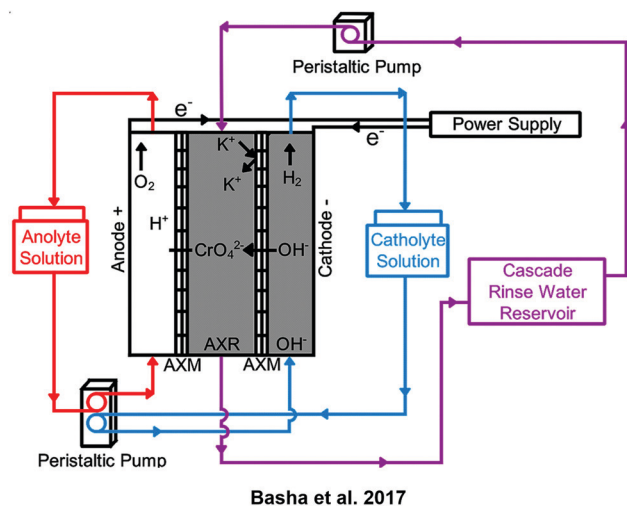 Peristaltic Pump
e⁻
Power Supply
e⁻
K⁺
K⁺
O₂
H₂
H⁺
Anode +
CrO₄²⁻
OH⁻
Cathode -
Anolyte
Solution
Catholyte
Solution
Cascade
Rinse Water
Reservoir
AXR
OH⁻
AXM
AXM
Peristaltic Pump
Basha et al. 2017